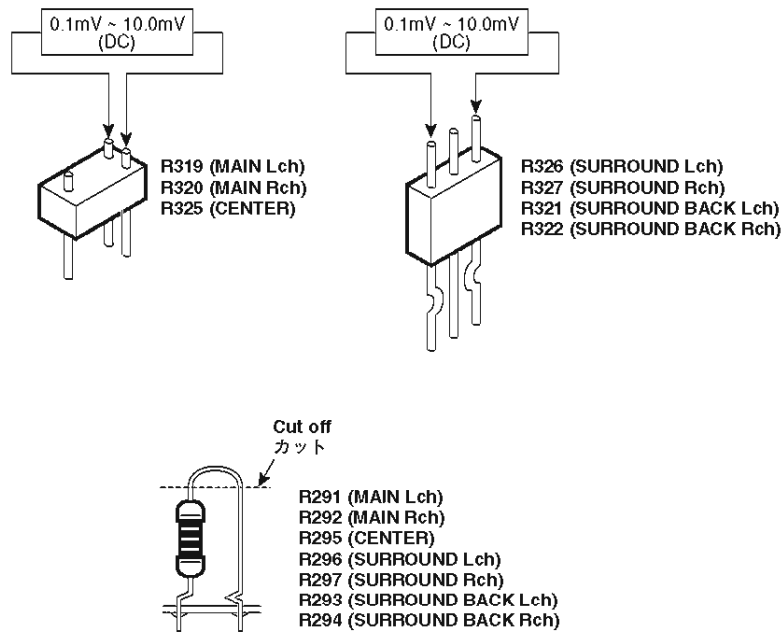 0.1mV ~ 10.0mV
(DC)
R319 (MAIN Lch)
R320 (MAIN Rch)
R325 (CENTER)
0.1mV ~ 10.0mV
(DC)
R326 (SURROUND Lch)
R327 (SURROUND Rch)
R321 (SURROUND BACK Lch)
R322 (SURROUND BACK Rch)
Cut off
カット
R291 (MAIN Lch)
R292 (MAIN Rch)
R295 (CENTER)
R296 (SURROUND Lch)
R297 (SURROUND Rch)
R293 (SURROUND BACK Lch)
R294 (SURROUND BACK Rch)